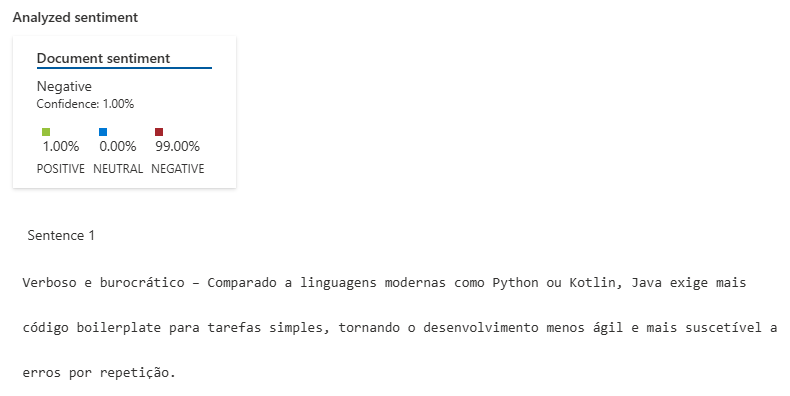 Analyzed sentiment
Document sentiment
Negative
Confidence: 1.00%
1.00% 0.00% 99.00%
POSITIVE NEUTRAL NEGATIVE
Sentence 1
Verboso e burocrático – Comparado a linguagens modernas como Python ou Kotlin, Java exige mais
código boilerplate para tarefas simples, tornando o desenvolvimento menos ágil e mais suscetível a
erros por repetição.